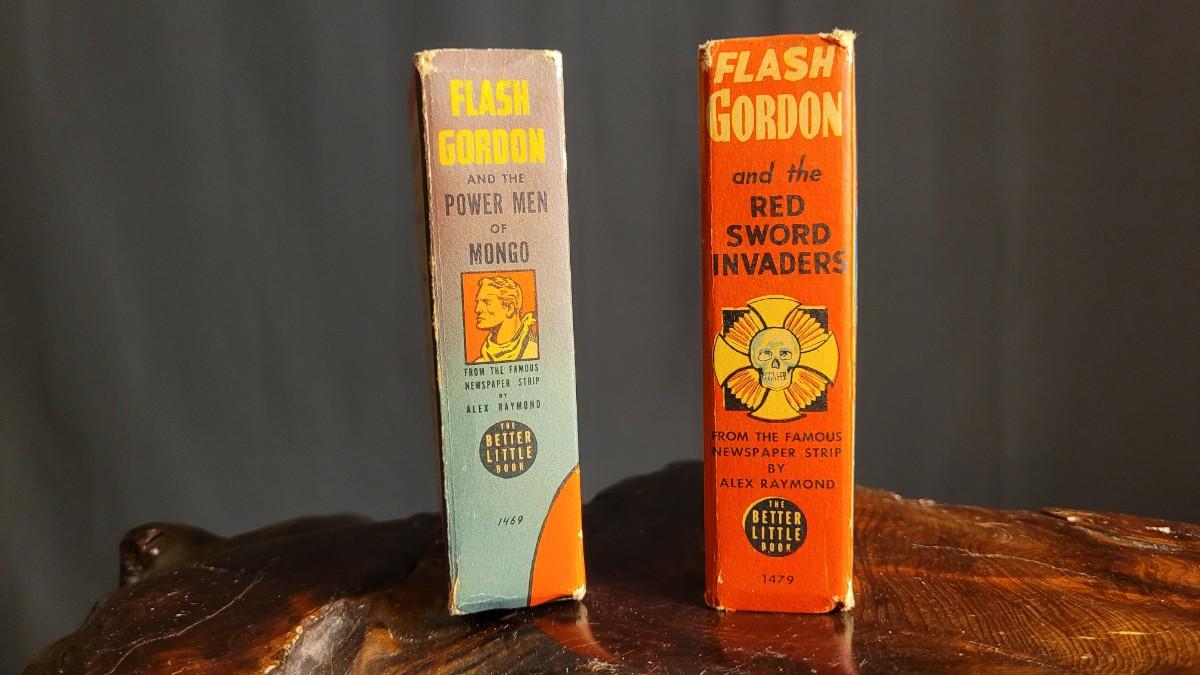 FLASH
GORDON
AND THE
POWER MEN
OF
MONGO
FROM THE FAMOUS
NEWSPAPER STRIP
BY
ALEX RAYMOND
THE
BETTER
LITTLE
BOOK
1469
FLASH
GORDON
and the
RED
SWORD
INVADERS
FROM THE FAMOUS
NEWSPAPER STRIP
BY
ALEX RAYMOND
THE
BETTER
LITTLE
BOOK
1479